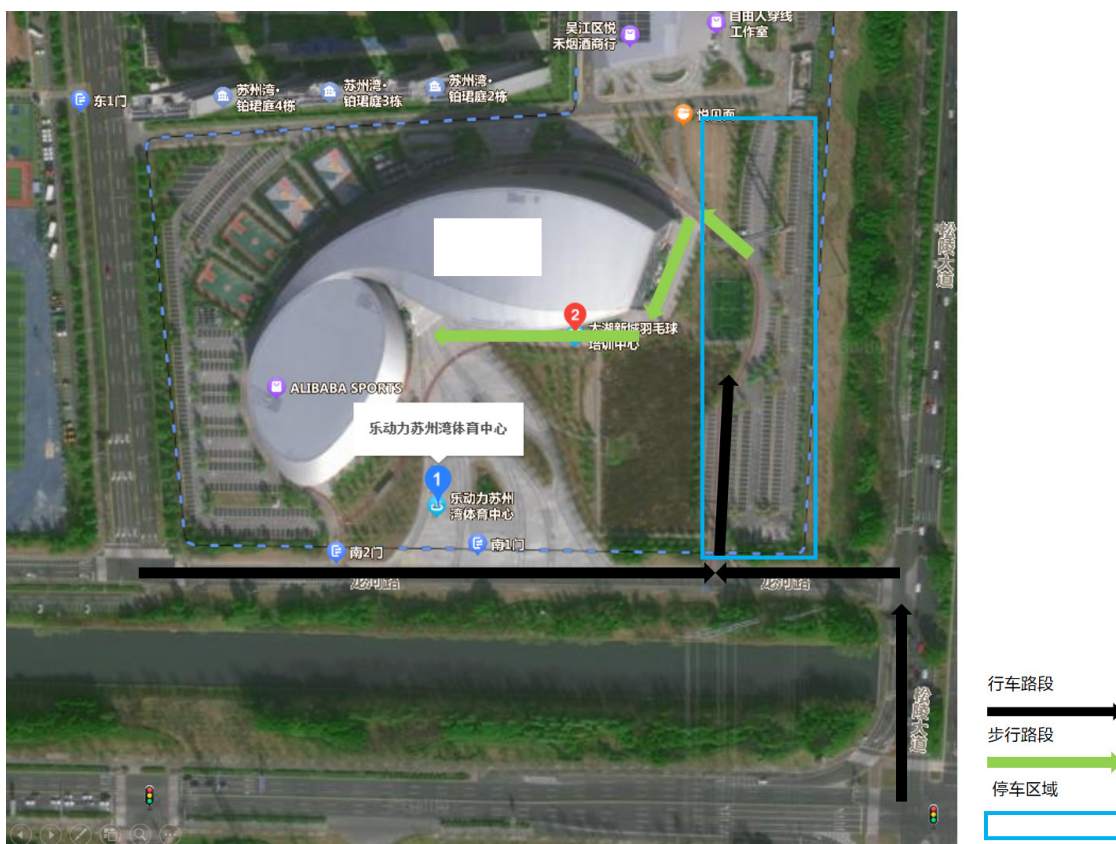 吴江区悦
禾烟酒商行
自由人穿线
工作室
东1门
苏州湾·
铂珺庭4栋
苏州湾·
铂珺庭3栋
苏州湾·
铂珺庭2栋
悦见面
松陵大道
2
太湖新城羽毛球
培训中心
ALIBABA SPORTS
乐动力苏州湾体育中心
1
乐动力苏州
湾体育中心
南2门
南1门
龙河路
龙河路
松陵大道
行车路段
步行路段
停车区域